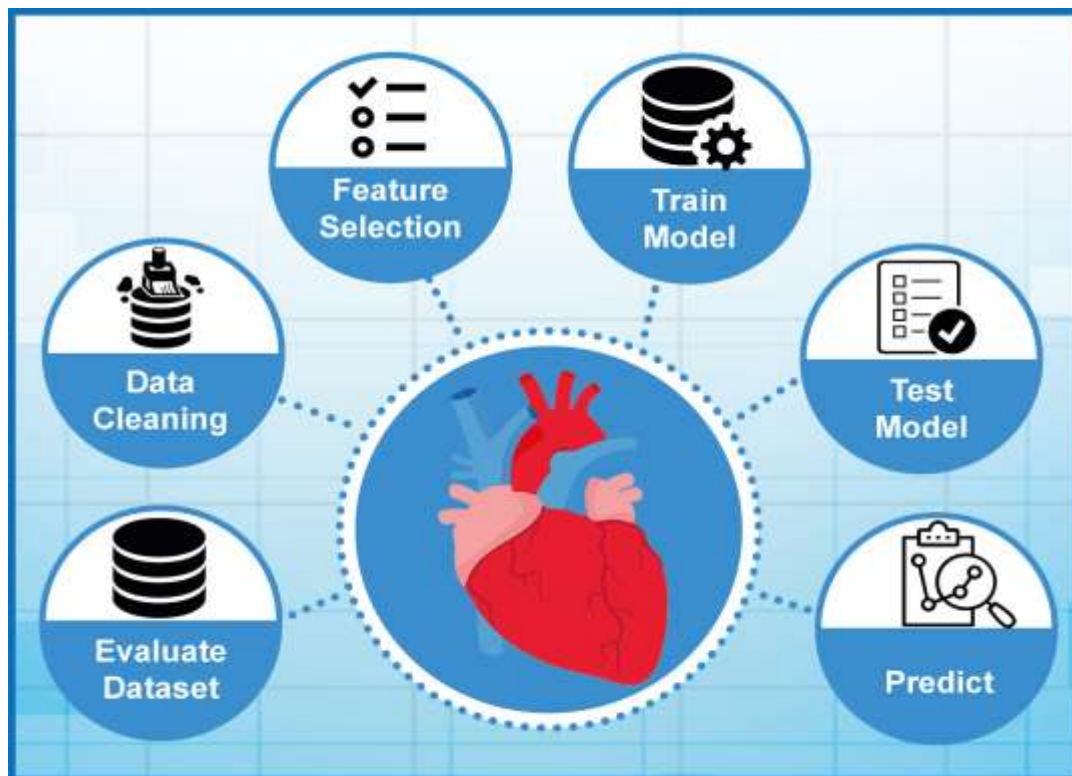 Feature
Selection
Train
Model
Data
Cleaning
Test
Model
Evaluate
Dataset
Predict